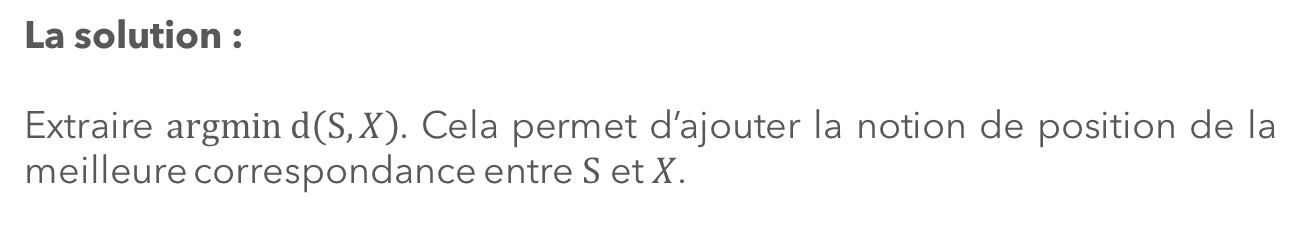 La solution :
Extraire argmin d(S, X). Cela permet d’ajouter la notion de position de la
meilleure correspondance entre S et X.